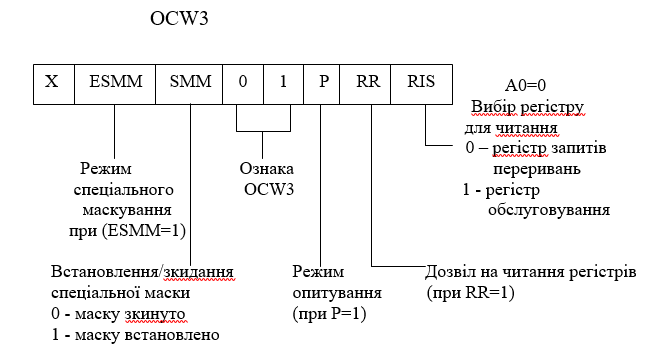 OCW3
X ESMM SMM 0 1 P RR RIS
A0=0
Вибір регістру
для читання
0 – регістр запитів
переривань
1 - регістр
обслуговування
Режим
спеціального
маскування
при (ESMM=1)
Ознака
OCW3
Встановлення/зкидання
спеціальної маски
0 - маску зкинуто
1 - маску встановлено
Режим
опитування
(при P=1)
Дозвіл на читання регістрів
(при RR=1)